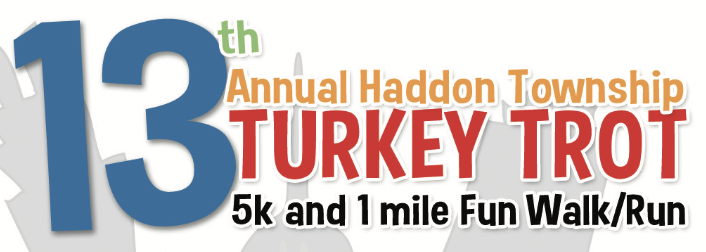 13th
Annual Haddon Township
TURKEY TROT
5k and 1 mile Fun Walk/Run